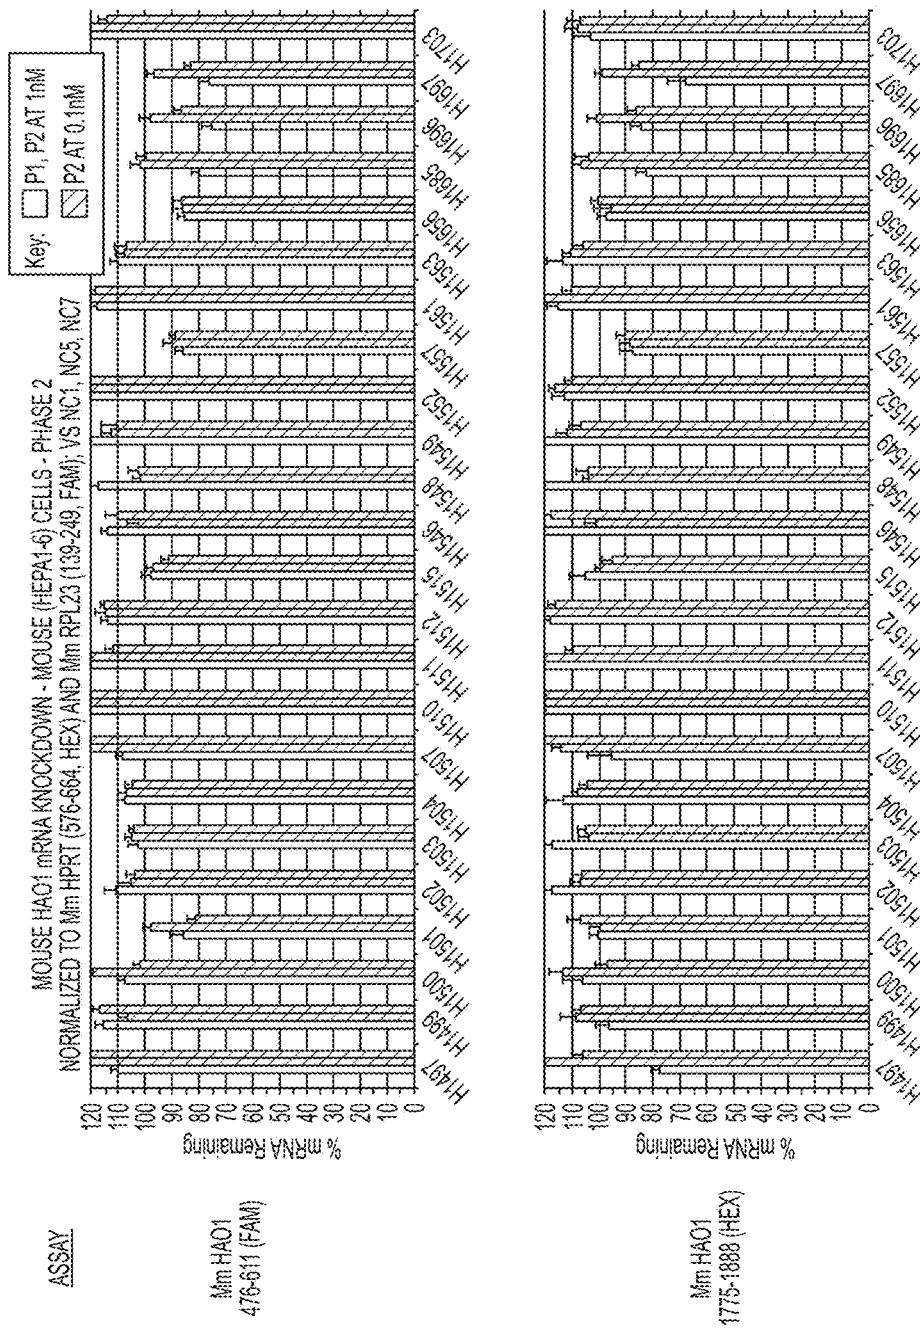 MOUSE HAO1 mRNA KNOCKDOWN - MOUSE (HEPA1-6) CELLS - PHASE 2
NORMALIZED TO Mm HPRT (576-664, HEX) AND Mm RPL23 (139-249, FAM); VS NC1, NC5, NC7
Key:
P1, P2 AT 1nM
P2 AT 0.1nM
ASSAY
Mm HAO1
476-611 (FAM)
% mRNA Remaining
120
110
100
90
80
70
60
50
40
30
20
10
0
H1497
H1499
H1500
H1501
H1502
H1503
H1504
H1507
H1510
H1511
H1512
H1515
H1546
H1548
H1549
H1552
H1557
H1561
H1563
H1656
H1685
H1696
H1697
H1703
Mm HAO1
1775-1888 (HEX)
% mRNA Remaining
120
110
100
90
80
70
60
50
40
30
20
10
0
H1497
H1499
H1500
H1501
H1502
H1503
H1504
H1507
H1510
H1511
H1512
H1515
H1546
H1548
H1549
H1552
H1557
H1561
H1563
H1656
H1685
H1696
H1697
H1703